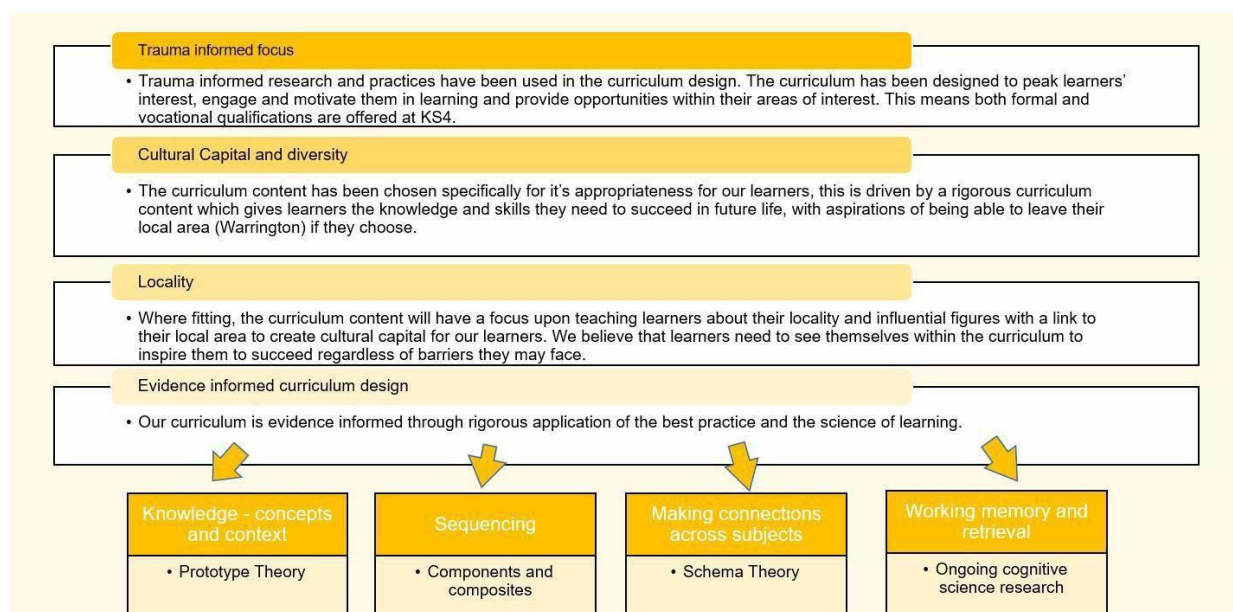 Trauma informed focus
• Trauma informed research and practices have been used in the curriculum design. The curriculum has been designed to peak learners'
interest, engage and motivate them in learning and provide opportunities within their areas of interest. This means both formal and
vocational qualifications are offered at KS4.
Cultural Capital and diversity
• The curriculum content has been chosen specifically for it's appropriateness for our learners, this is driven by a rigorous curriculum
content which gives learners the knowledge and skills they need to succeed in future life, with aspirations of being able to leave their
local area (Warrington) if they choose.
Locality
• Where fitting, the curriculum content will have a focus upon teaching learners about their locality and influential figures with a link to
their local area to create cultural capital for our learners. We believe that learners need to see themselves within the curriculum to
inspire them to succeed regardless of barriers they may face.
Evidence informed curriculum design
• Our curriculum is evidence informed through rigorous application of the best practice and the science of learning.
Knowledge - concepts
and context
• Prototype Theory
Sequencing
• Components and
composites
Making connections
across subjects
• Schema Theory
Working memory and
retrieval
• Ongoing cognitive
science research